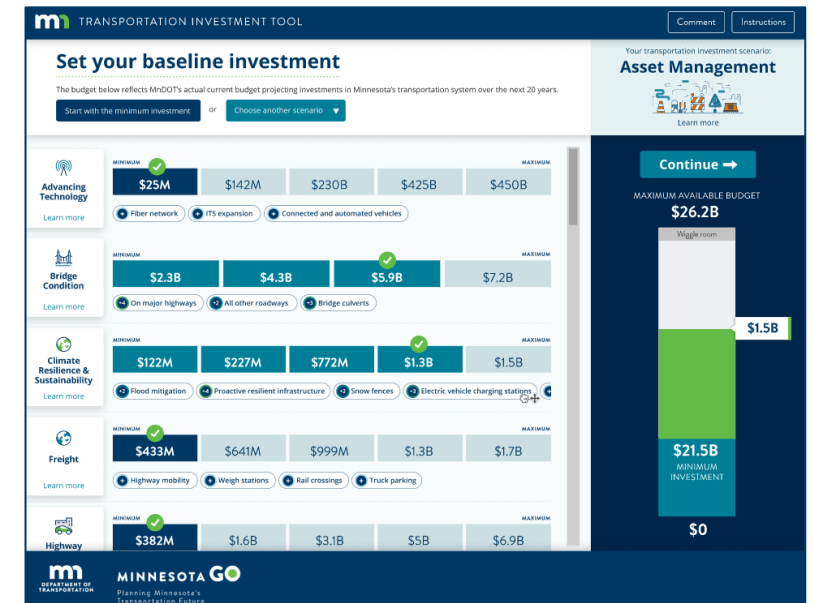 m TRANSPORTATION INVESTMENT TOOL
Comment
Instructions
Set your baseline investment
The budget below reflects MnDOT's actual current budget projecting investments in Minnesota's transportation system over the next 20 years.
Start with the minimum investment
or
Choose another scenario
Your transportation investment scenario:
Asset Management
Learn more
Advancing
Technology
Learn more
MINIMUM
MAXIMUM
$25M
$142M
$230B
$425B
$450B
Fiber network
ITS expansion
Connected and automated vehicles
Bridge
Condition
Learn more
MINIMUM
MAXIMUM
$2.3B
$4.3B
$5.9B
$7.2B
+4 On major highways
+2 All other roadways
+3 Bridge culverts
Climate
Resilience &
Sustainability
Learn more
MINIMUM
MAXIMUM
$122M
$227M
$772M
$1.3B
$1.5B
+2 Flood mitigation
+4 Proactive resilient infrastructure
+2 Snow fences
+3 Electric vehicle charging stations
Freight
Learn more
MINIMUM
MAXIMUM
$433M
$641M
$999M
$1.3B
$1.7B
Highway mobility
Weigh stations
Rail crossings
Truck parking
Highway
MINIMUM
MAXIMUM
$382M
$1.6B
$3.1B
$5B
$6.9B
Continue
MAXIMUM AVAILABLE BUDGET
$26.2B
Wiggle room
$1.5B
$21.5B
MINIMUM
INVESTMENT
$0
m
DEPARTMENT OF
TRANSPORTATION
MINNESOTA GO
Planning Minnesota's
Transportation Future